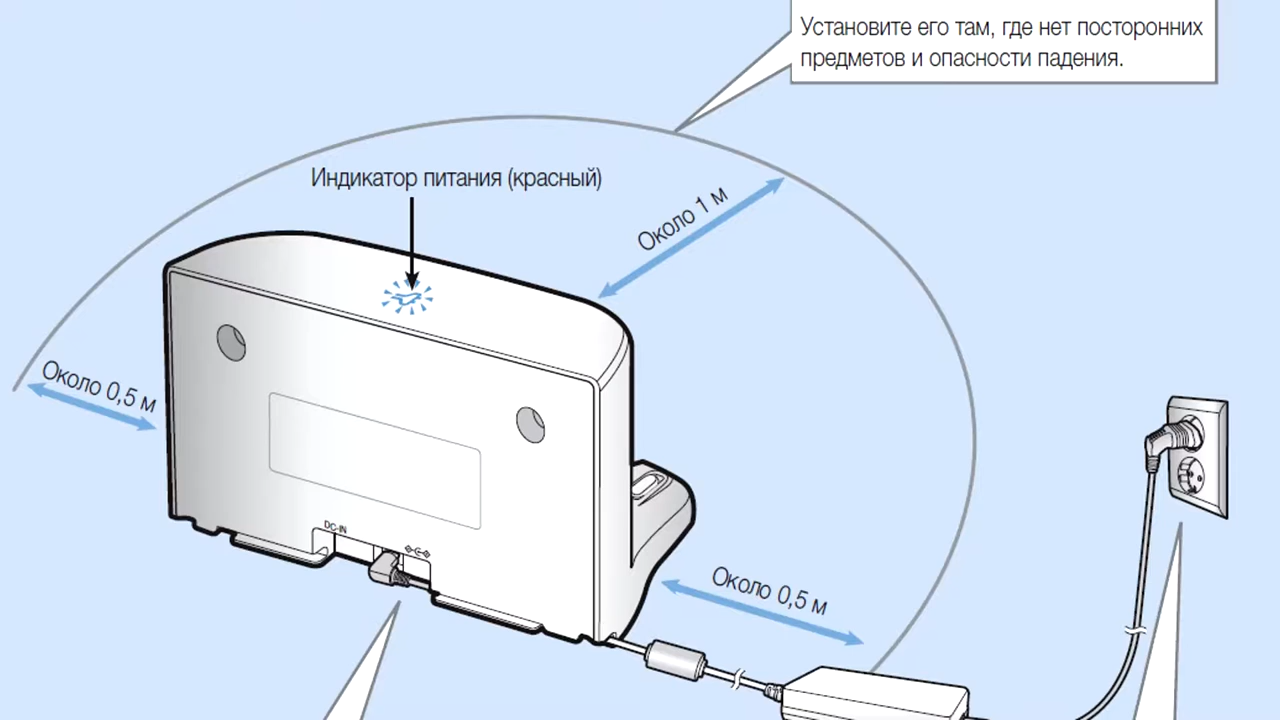 Установите его там, где нет посторонних
предметов и опасности падения.
Индикатор питания (красный)
Около 1 м
Около 0,5 м
DC-IN
Около 0,5 м